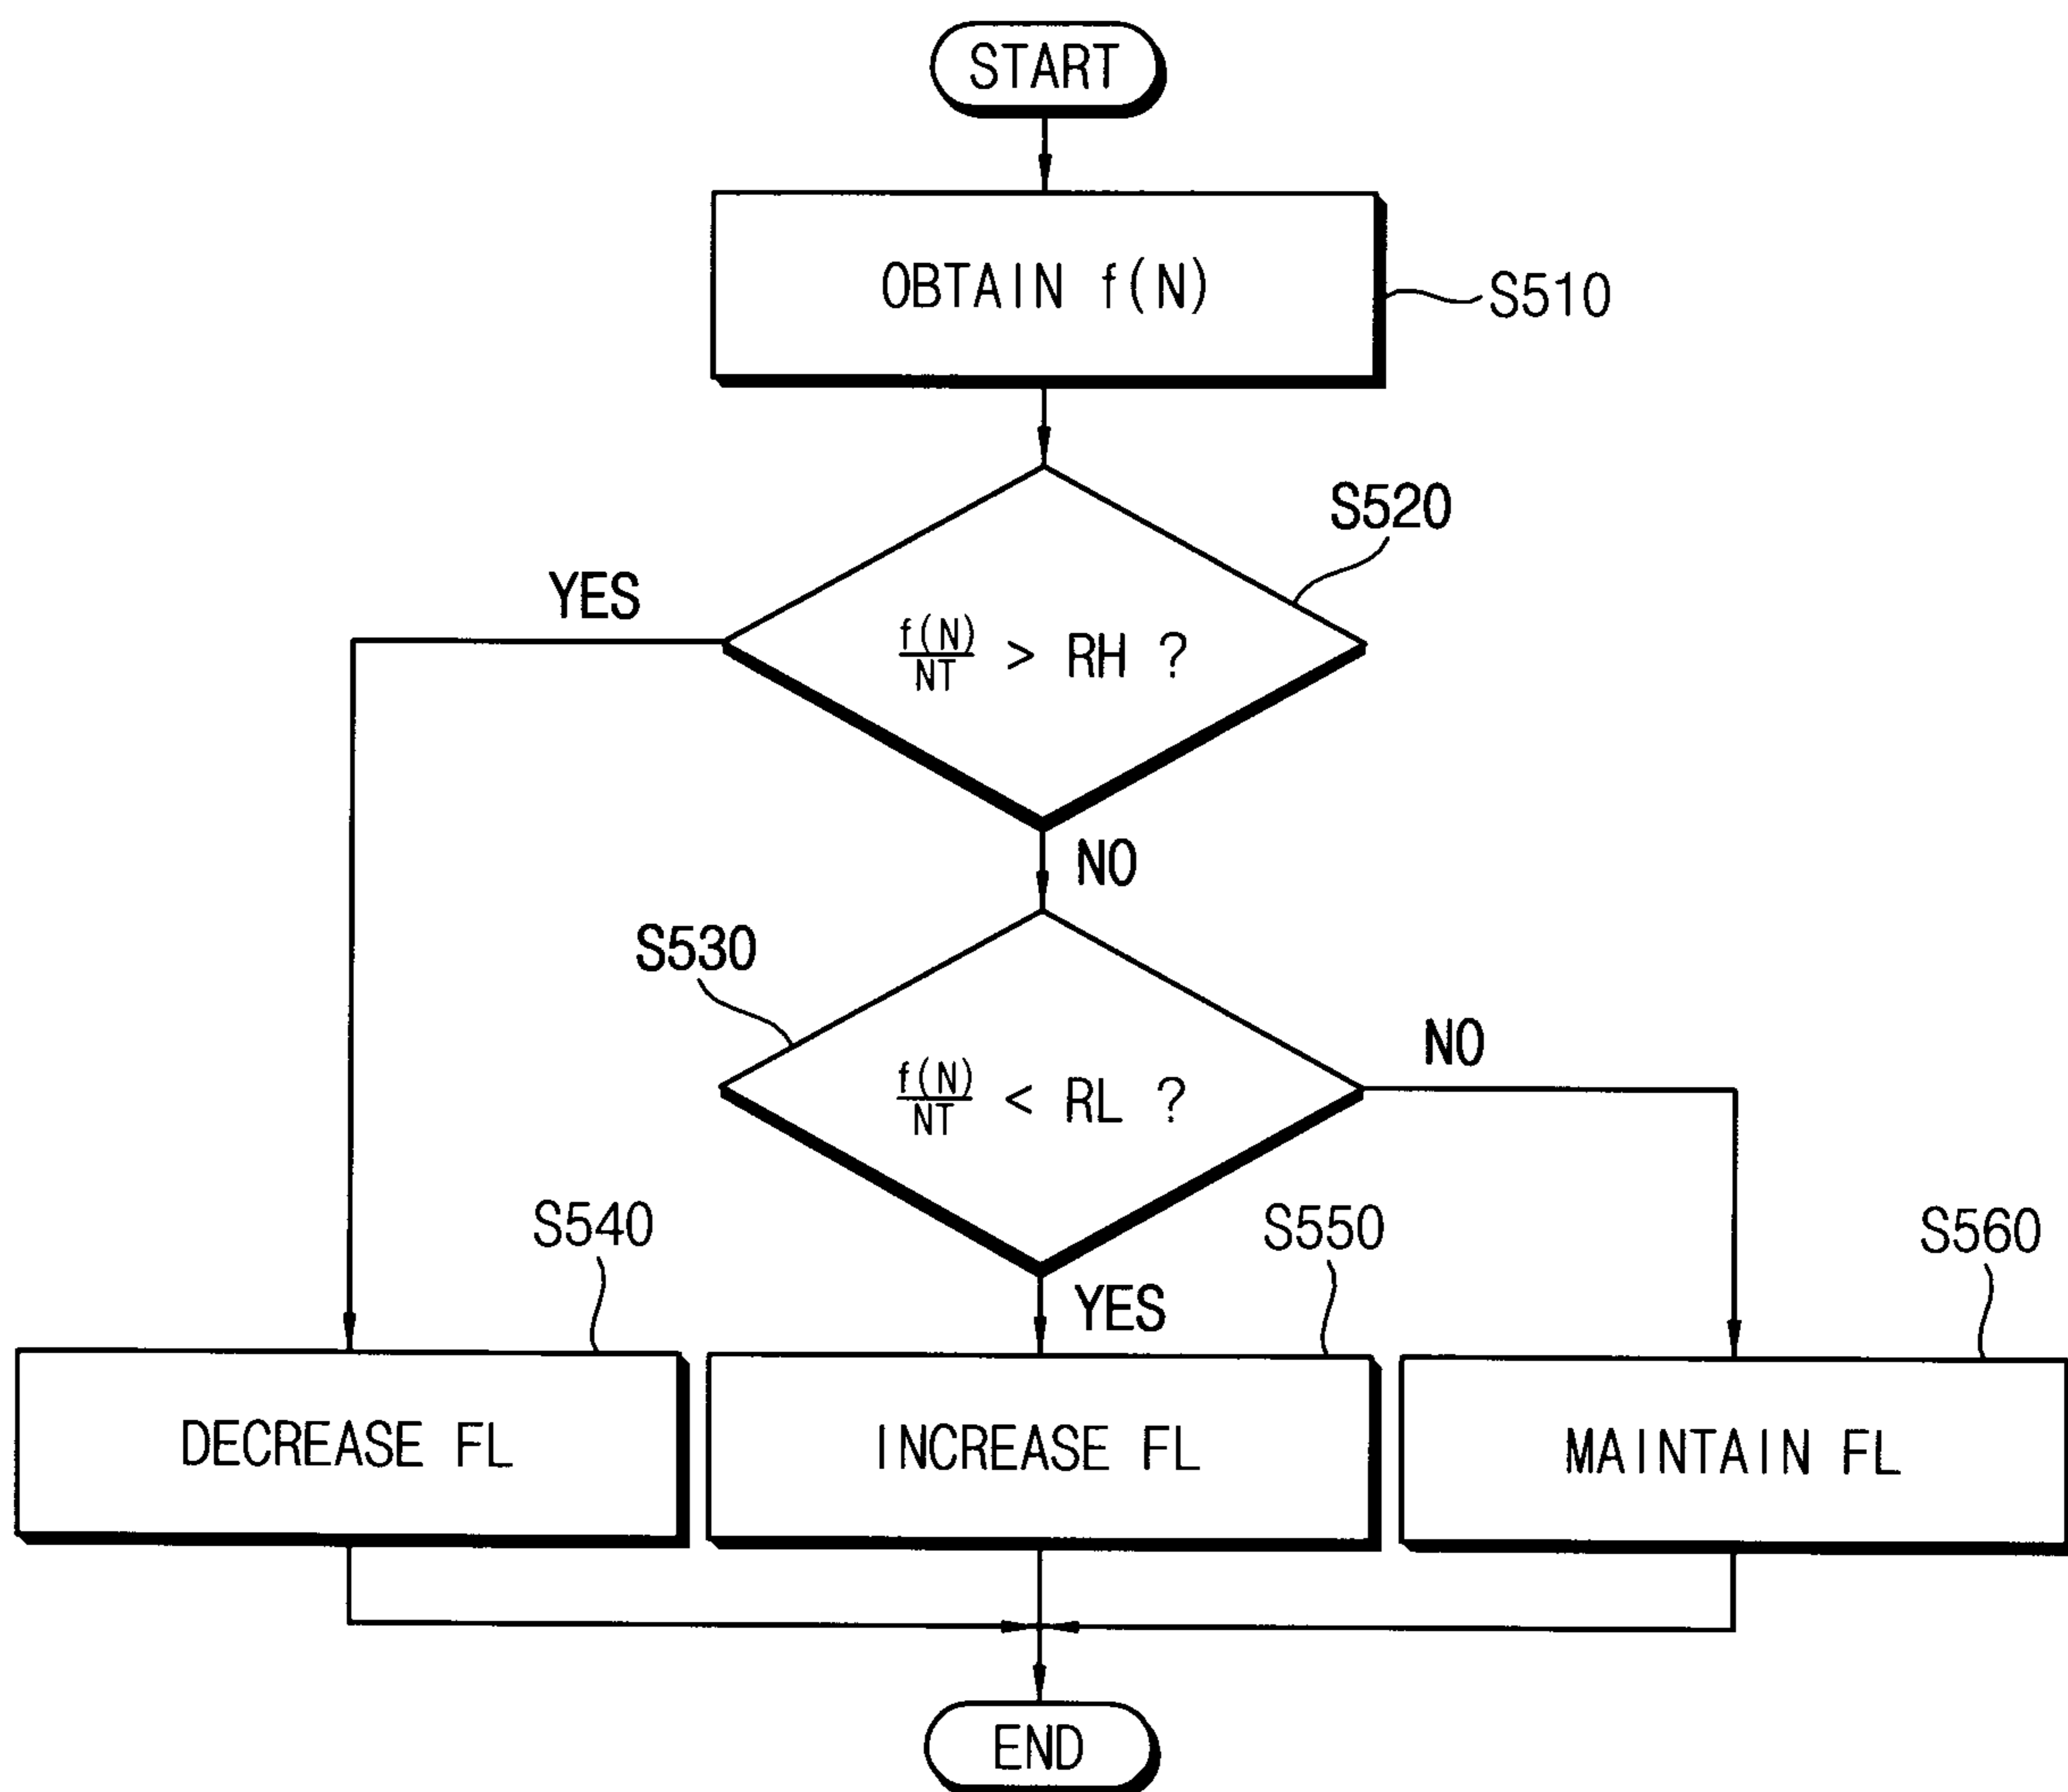 START
OBTAIN f(N)
S510
S520
YES
f(N)/NT > RH ?
NO
S530
f(N)/NT < RL ?
NO
S540
S550
S560
YES
DECREASE FL
INCREASE FL
MAINTAIN FL
END